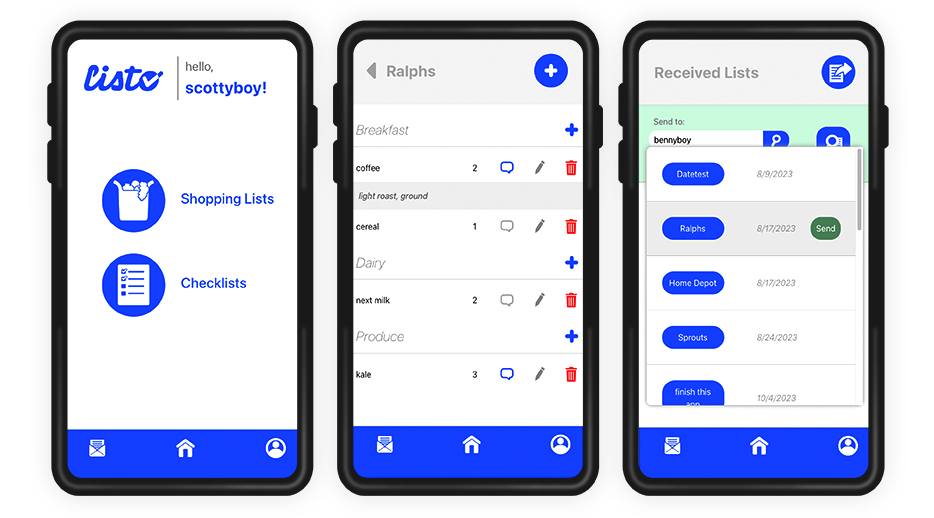 listo
hello,
scottyboy!
Shopping Lists
Checklists
Ralphs
Breakfast
coffee 2
light roast, ground
cereal 1
Dairy
next milk 2
Produce
kale 3
Received Lists
Send to:
bennyboy
Datetest 8/9/2023
Ralphs 8/17/2023 Send
Home Depot 8/17/2023
Sprouts 8/24/2023
finish this
app 10/4/2023